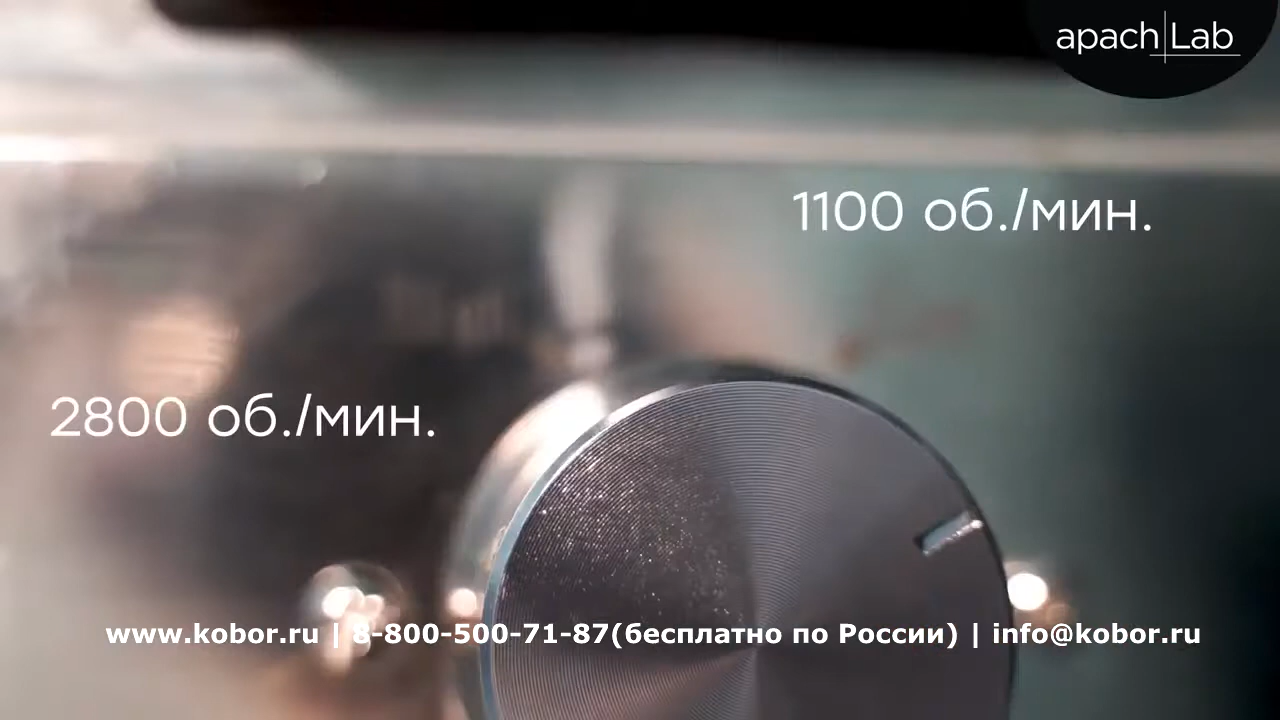 apach Lab
1100 об./мин.
2800 об./мин.
www.kobor.ru | 8-800-500-71-87(бесплатно по России) | info@kobor.ru